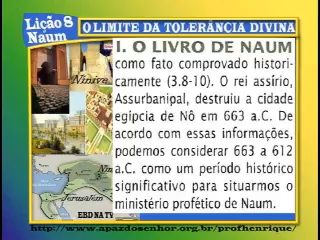 Lição 8
Naum
O LIMITE DA TOLERÂNCIA DIVINA
I. O LIVRO DE NAUM
como fato comprovado histori-
camente (3.8-10). O rei assírio,
Assurbanipal, destruiu a cidade
egípcia de Nô em 663 a.C. De
acordo com essas informações,
podemos considerar 663 a 612
a.C. como um período histórico
significativo para situarmos o
ministério profético de Naum.
Nínive
Jerusalém
EBD NA TV
http://www.apazdosenhor.org.br/profhenrique/